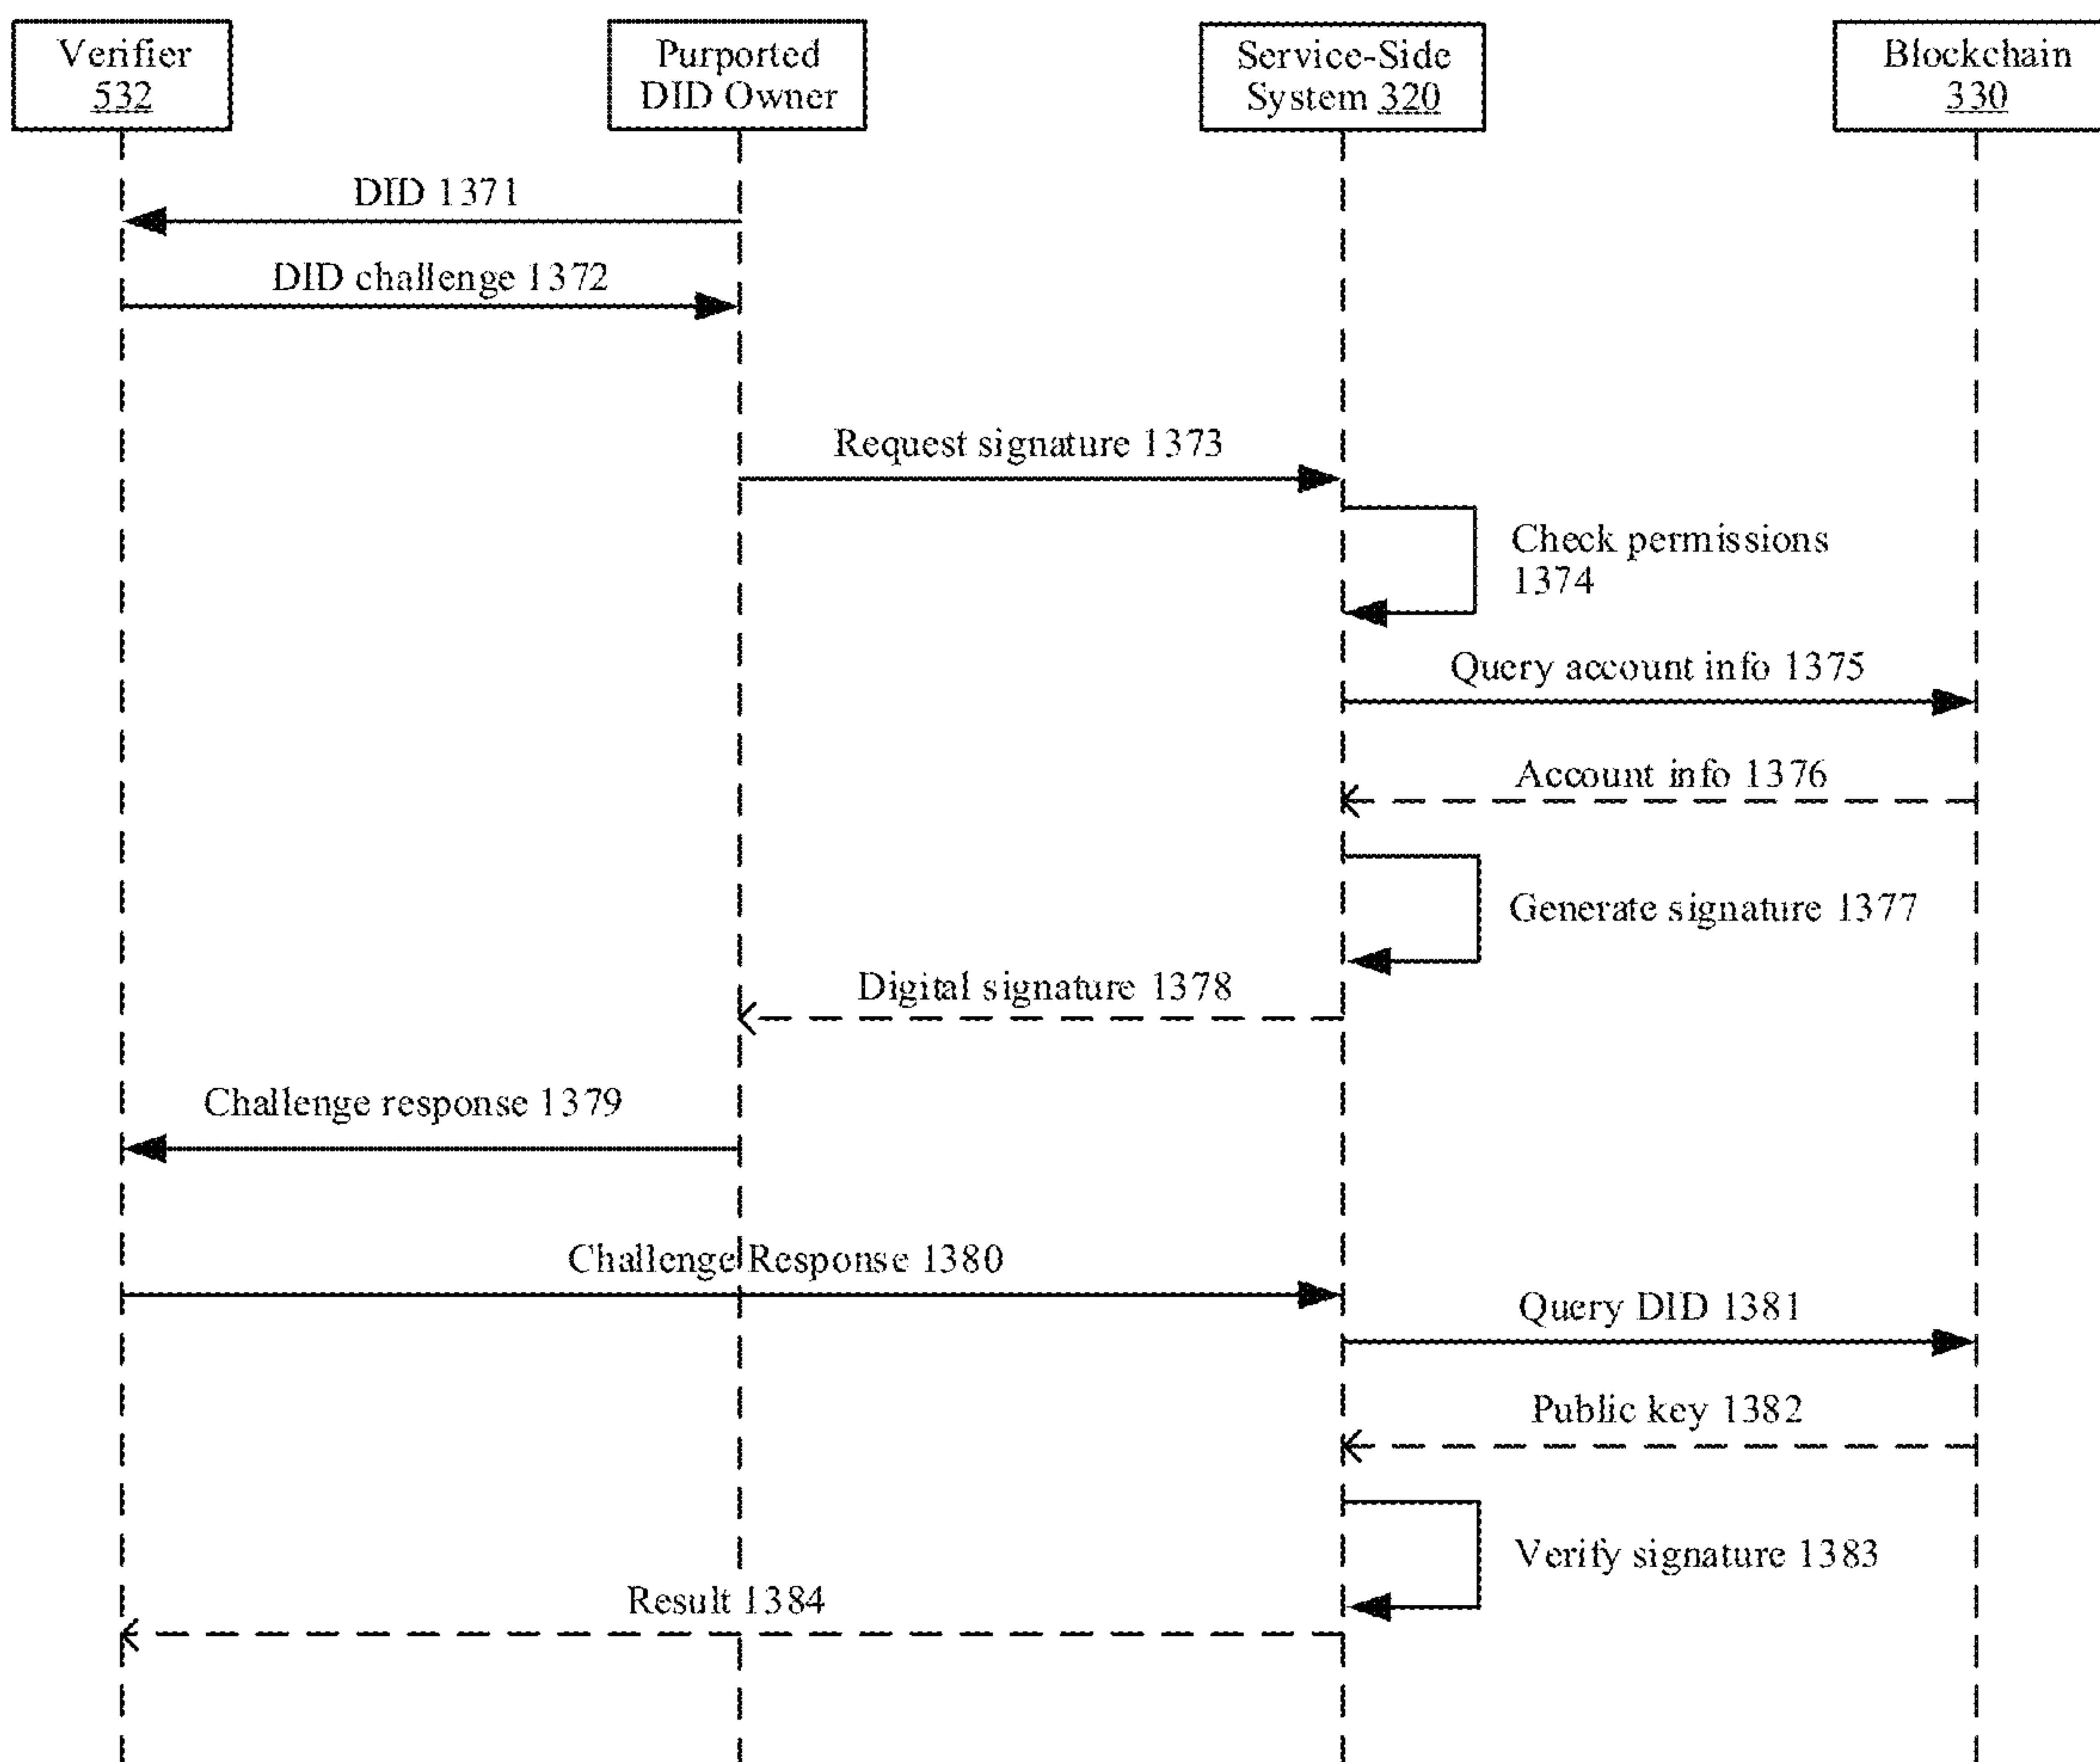 Verifier
532
Purported
DID Owner
Service-Side
System 320
Blockchain
330
DID 1371
DID challenge 1372
Request signature 1373
Check permissions
1374
Query account info 1375
Account info 1376
Generate signature 1377
Digital signature 1378
Challenge response 1379
Challenge Response 1380
Query DID 1381
Public key 1382
Verify signature 1383
Result 1384